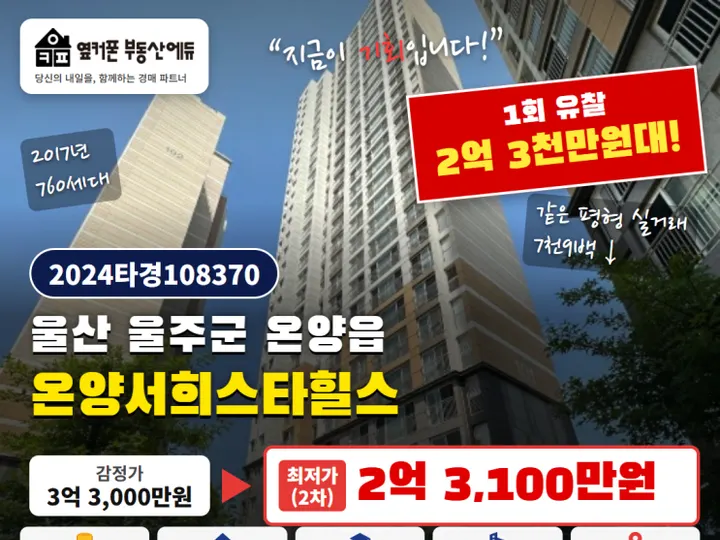 옆커폰 부동산에듀
당신의 내일을, 함께하는 경매 파트너
“지금이 기회입니다!”
1회 유찰
2억 3천만원대!
2017년
760세대
같은 평형 실거래
7천9백 ↓
2024타경108370
울산 울주군 온양읍
온양서희스타힐스
감정가
3억 3,000만원
최저가
(2차)
2억 3,100만원